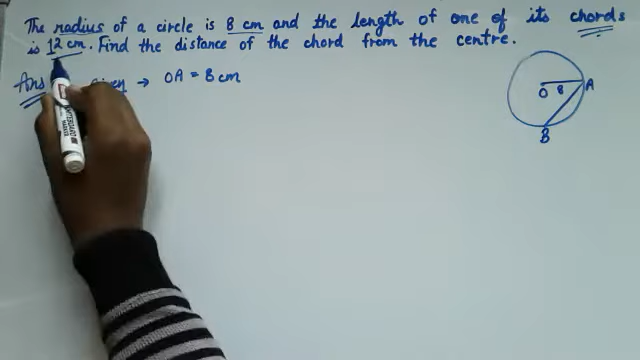 The radius of a circle is 8 cm and the length of one of its chords
is 12 cm. Find the distance of the chord from the centre.
Ans → OA = 8 cm
O 8 A
B